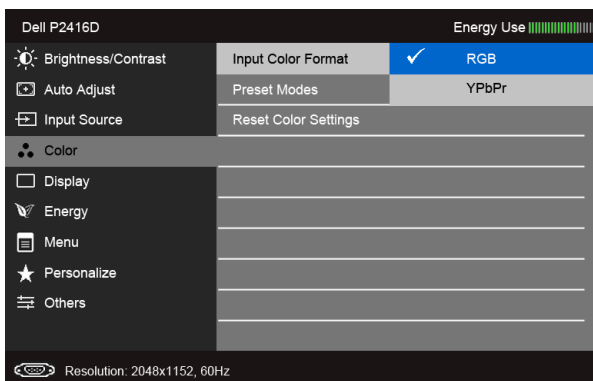 Dell P2416D Energy Use
Brightness/Contrast Input Color Format RGB
Auto Adjust Preset Modes YPbPr
Input Source Reset Color Settings
Color
Display
Energy
Menu
Personalize
Others
Resolution: 2048x1152, 60Hz